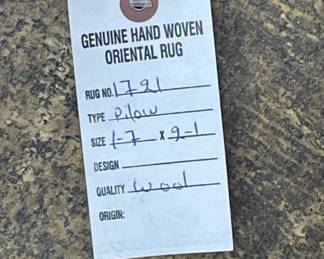 GENUINE HAND WOVEN
ORIENTAL RUG
RUG NO. 1721
TYPE Pilow
SIZE 1-7 X 2-1
DESIGN
QUALITY Wool
ORIGIN: